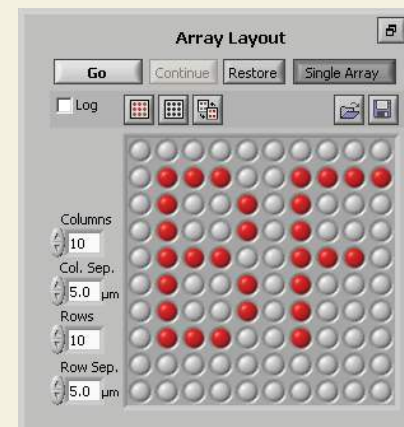 Array Layout
Go Continue Restore Single Array
Log
Columns
10
Col. Sep.
5.0 µm
Rows
10
Row Sep.
5.0 µm
BF